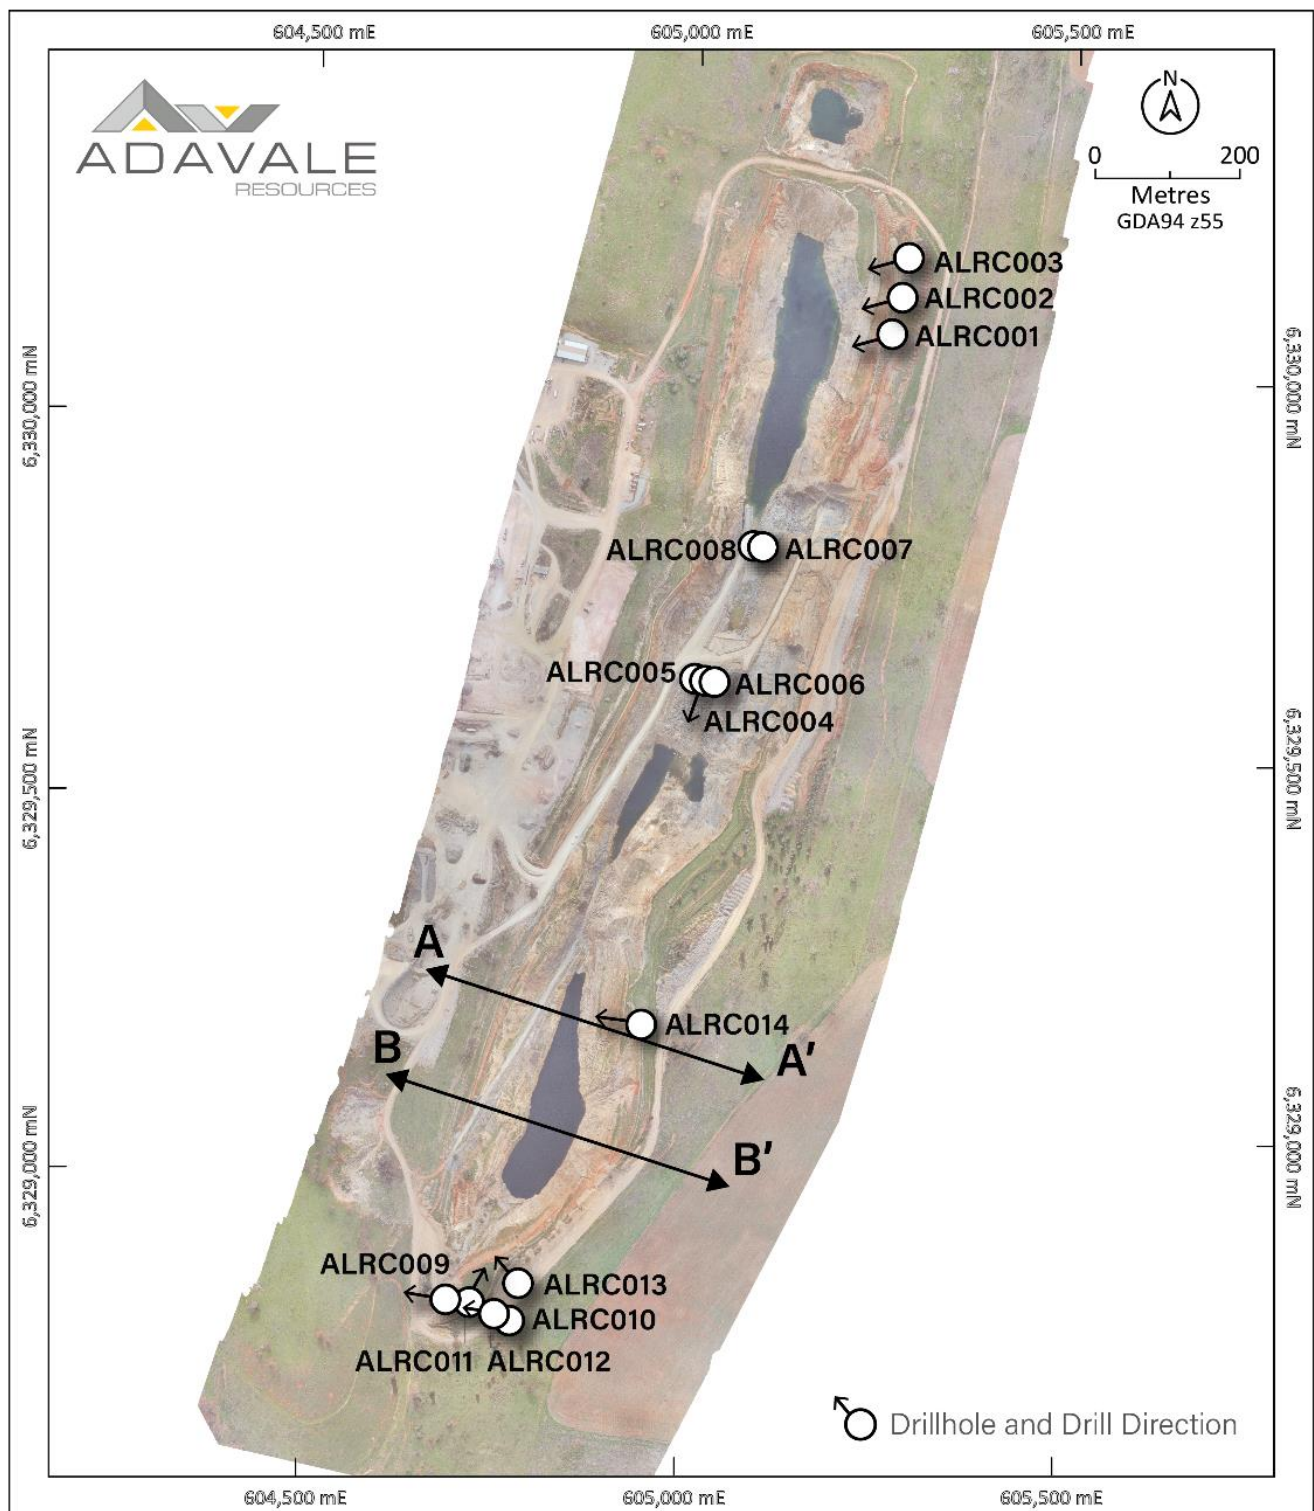 604,500 mE
605,000 mE
605,500 mE
ADAVALE
RESOURCES
N
0
200
Metres
GDA94 z55
ALRC003
ALRC002
ALRC001
6,330,000 mN
6,330,000 mN
ALRC008
ALRC007
ALRC005
ALRC006
ALRC004
6,329,500 mN
6,329,500 mN
A
ALRC014
B
A'
B'
6,329,000 mN
6,329,000 mN
ALRC009
ALRC013
ALRC010
ALRC011
ALRC012
Drillhole and Drill Direction
604,500 mE
605,000 mE
605,500 mE